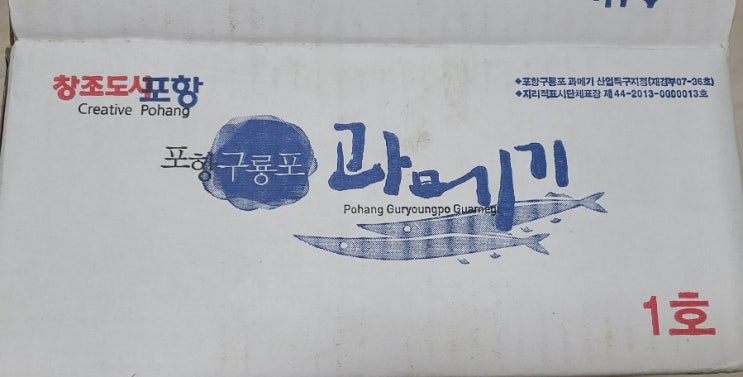 창조도시포항
Creative Pohang
◆포항구룡포 과메기 산업특구지정(재경부07-36호)
◆지리적표시단체표장 제44-2013-0000013호
포항구룡포 과메기
Pohang Guryoungpo Guamegi
1호